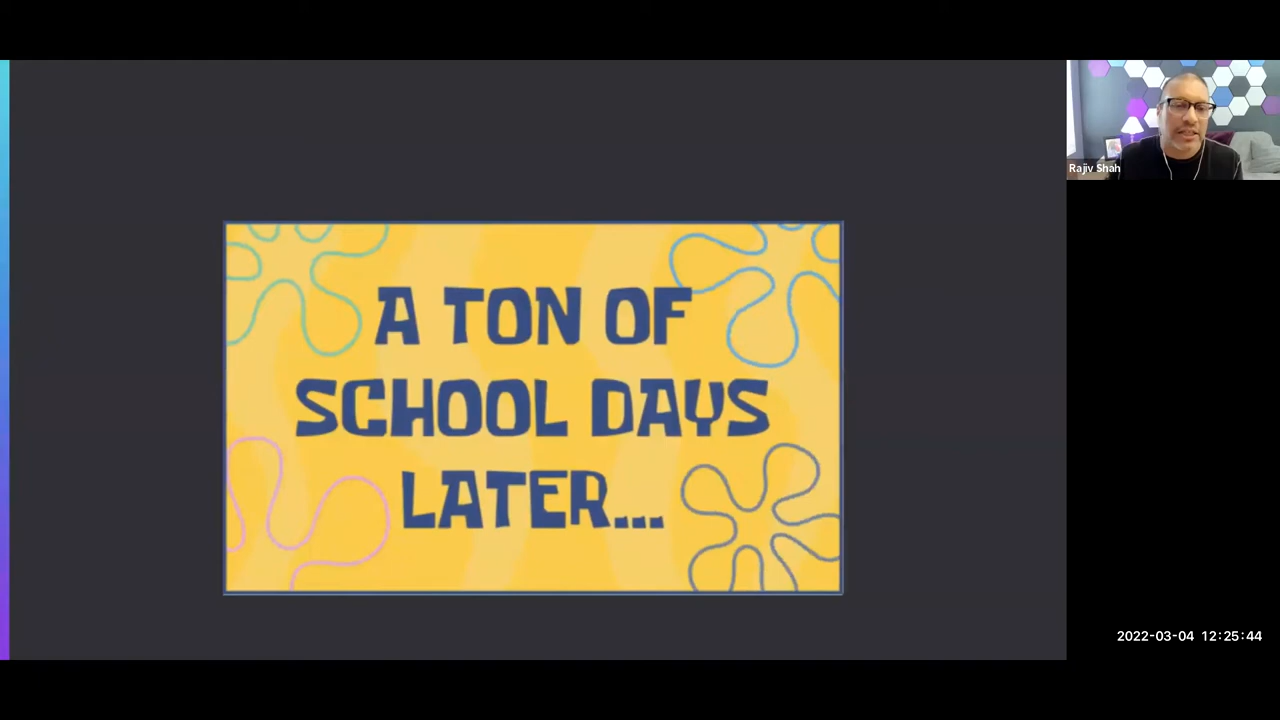 Rajiv Shah
A TON OF
SCHOOL DAYS
LATER...
2022-03-04 12:25:44